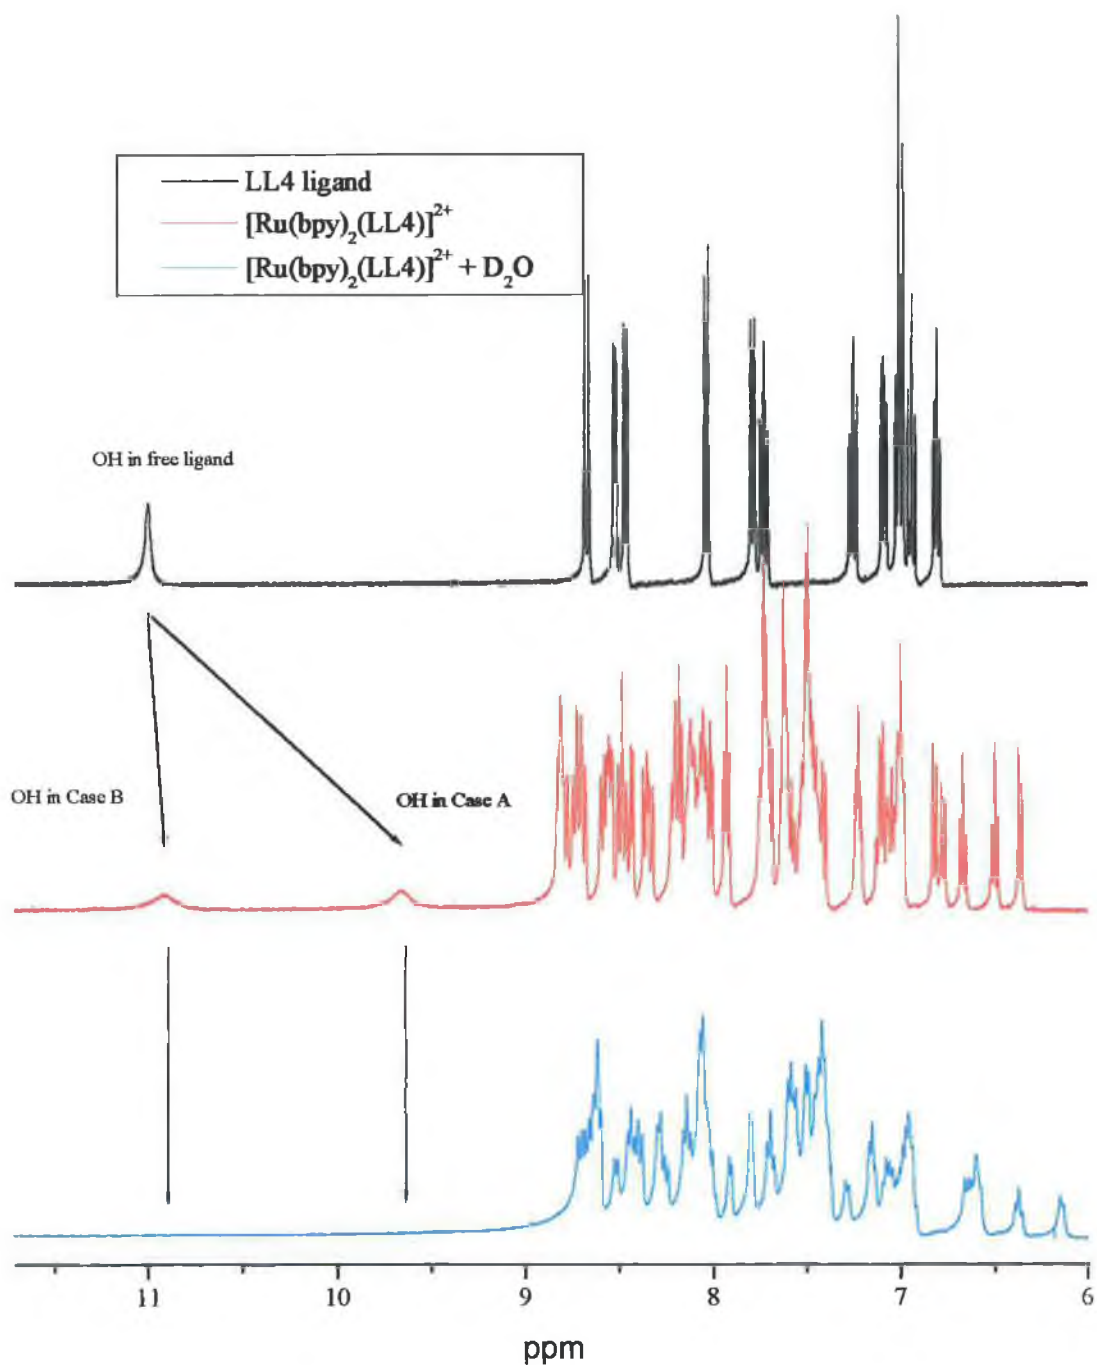 LL4 ligand
[Ru(bpy)₂(LL4)]²⁺
[Ru(bpy)₂(LL4)]²⁺ + D₂O
OH in free ligand
OH in Case B
OH in Case A
11 10 9 8 7 6
ppm